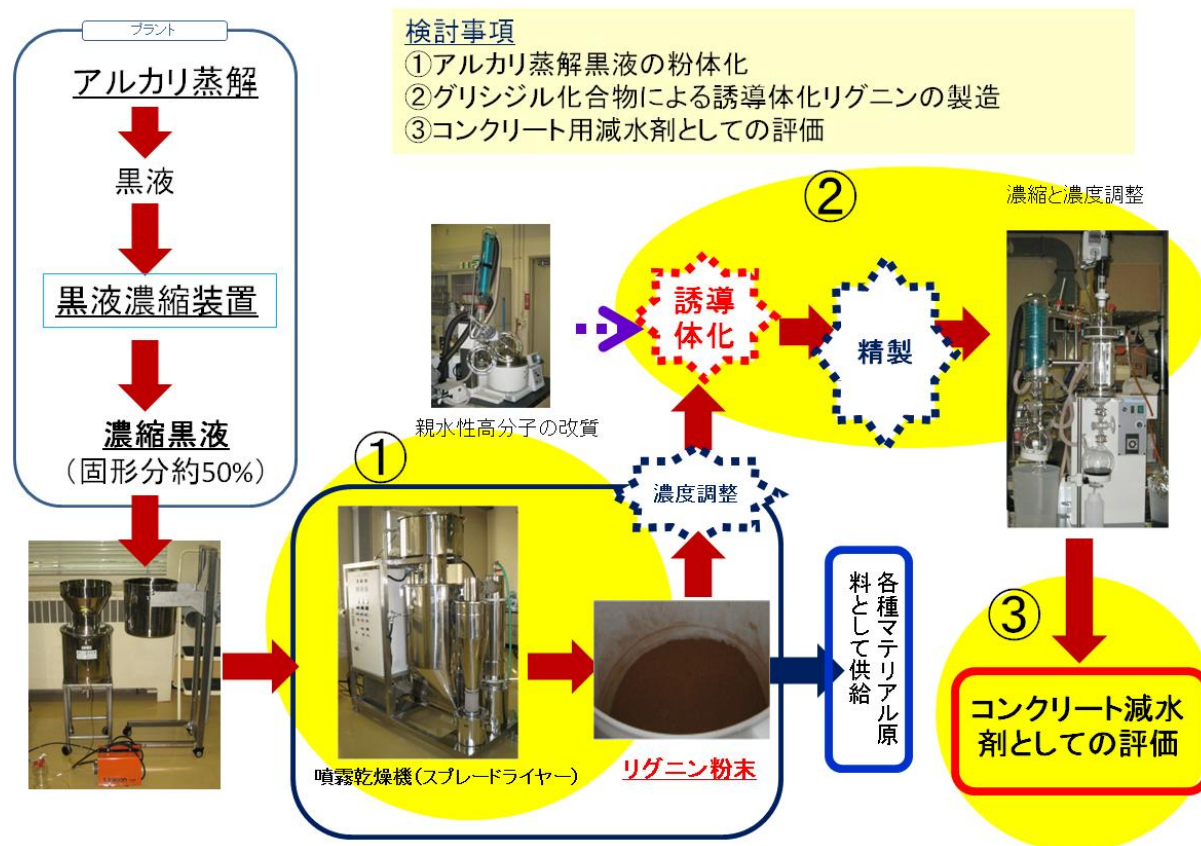 プラント
アルカリ蒸解
黒液
黒液濃縮装置
濃縮黒液
（固形分約50%）
検討事項
①アルカリ蒸解黒液の粉体化
②グリシジル化合物による誘導体化リグニンの製造
③コンクリート用減水剤としての評価
①
噴霧乾燥機（スプレードライヤー）
リグニン粉末
各種マテリアル原
料として供給
濃度調整
親水性高分子の改質
②
誘導
体化
精製
濃縮と濃度調整
③
コンクリート減水
剤としての評価